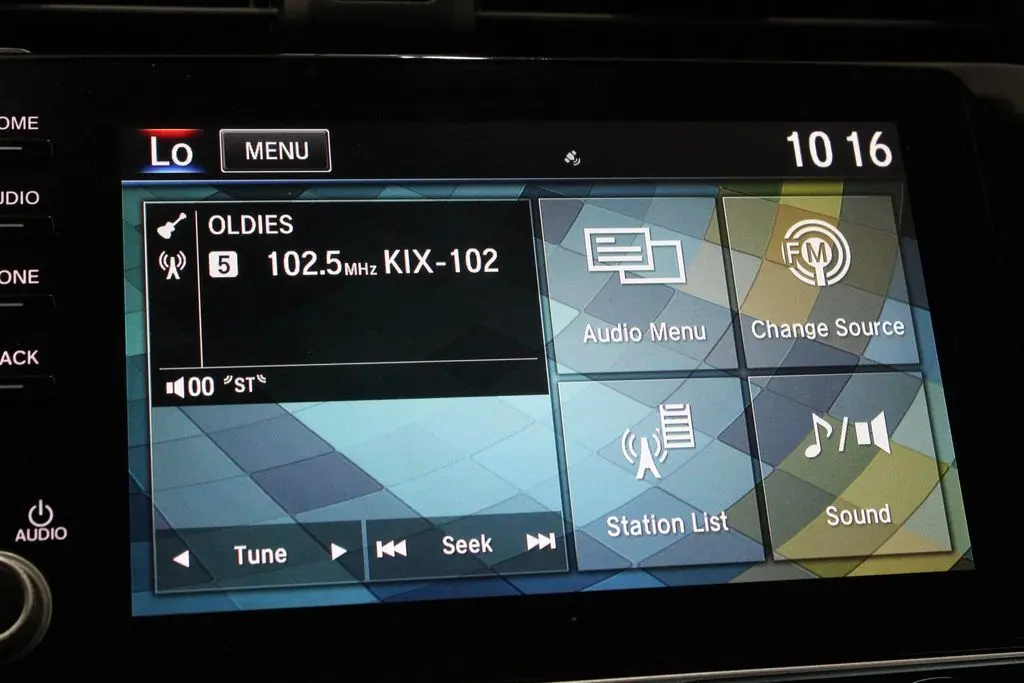 OME
UDIO
ONE
ACK
AUDIO
Lo MENU 10 16
OLDIES
5 102.5MHz KIX-102
00 ST
Tune Seek
Audio Menu
FM
Change Source
Station List
Sound